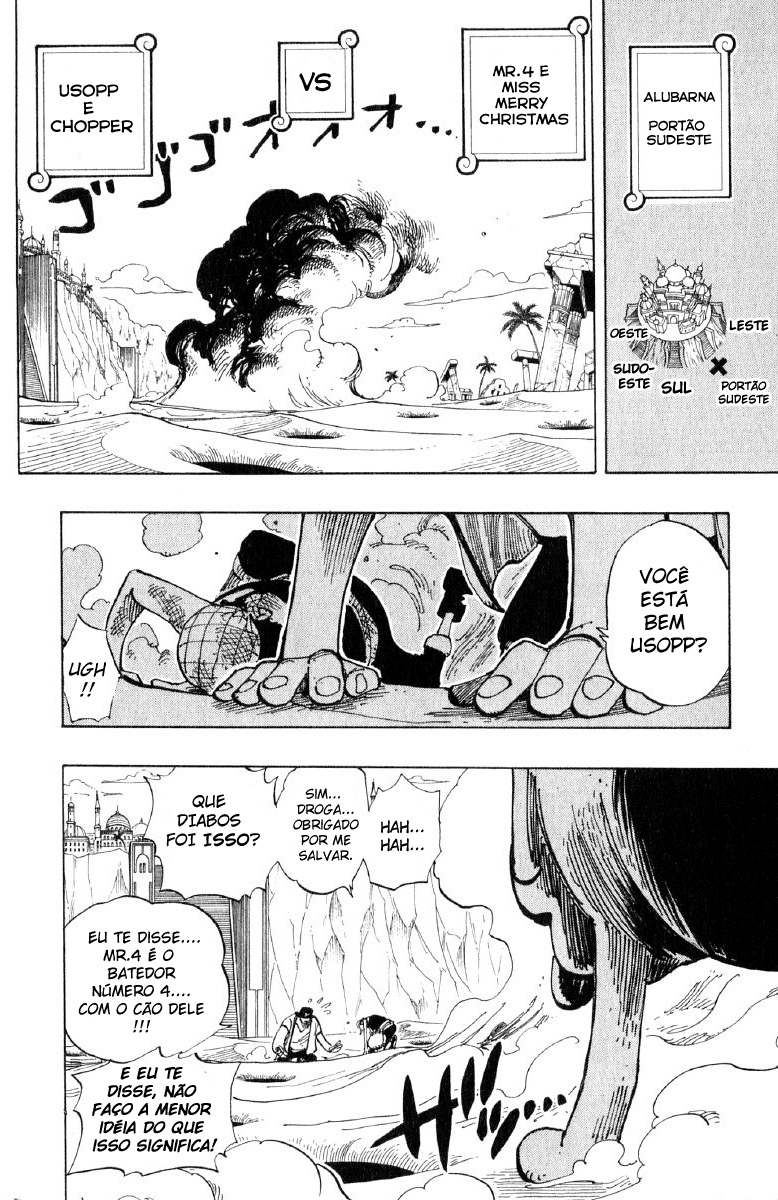 ALUBARNA
PORTÃO
SUDESTE
OESTE
LESTE
SUDO-
ESTE
SUL
PORTÃO
SUDESTE
MR.4 E
MISS
MERRY
CHRISTMAS
VS
USOPP
E
CHOPPER
ゴゴゴオオオ...
VOCÊ
ESTÁ
BEM
USOPP?
UGH
!!
HAH...
HAH...
SIM...
DROGA...
OBRIGADO
POR ME
SALVAR.
QUE
DIABOS
FOI ISSO?
EU TE DISSE....
MR.4 É O
BATEDOR
NÚMERO 4....
COM O CÃO DELE
!!!
E EU TE
DISSE, NÃO
FAÇO A MENOR
IDÉIA DO QUE
ISSO SIGNIFICA!